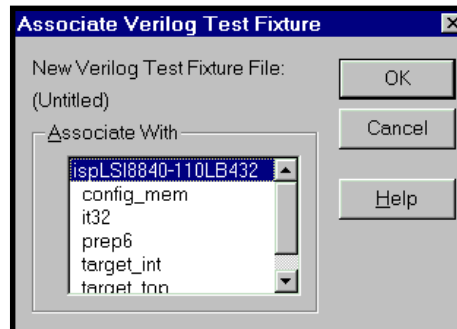 Associate Verilog Test Fixture
New Verilog Test Fixture File:
(Untitled)
Associate With
ispLSI8840-110LB432
config_mem
it32
prep6
target_int
target_top
OK
Cancel
Help